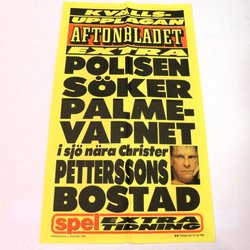 KVÄLLS-
UPPLAGAN
AFTONBLADET
EXTRA
POLISEN
SÖKER
PALME-
VAPNET
i sjö nära Christer
PETTERSSONS
BOSTAD
spel EXTRA
TIDNING